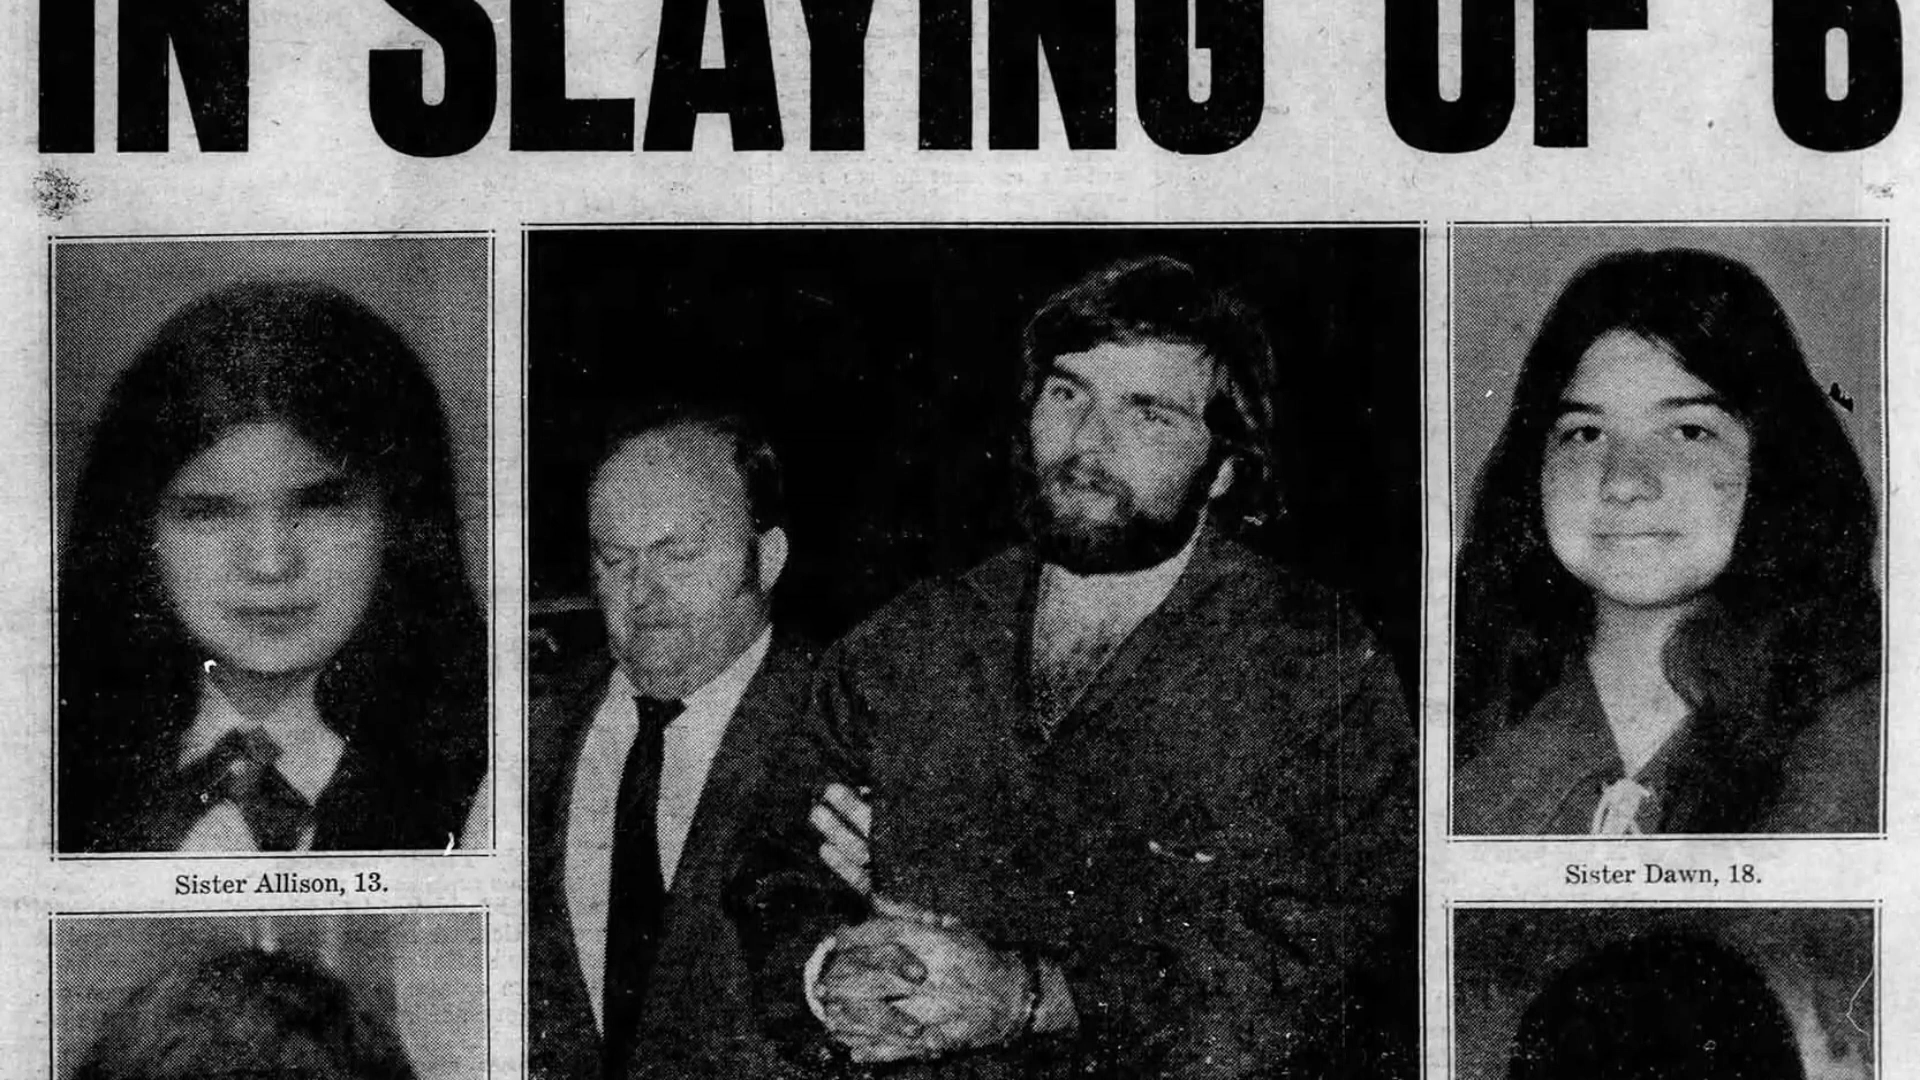 IN SLAYING OF 6
Sister Allison, 13.
Sister Dawn, 18.